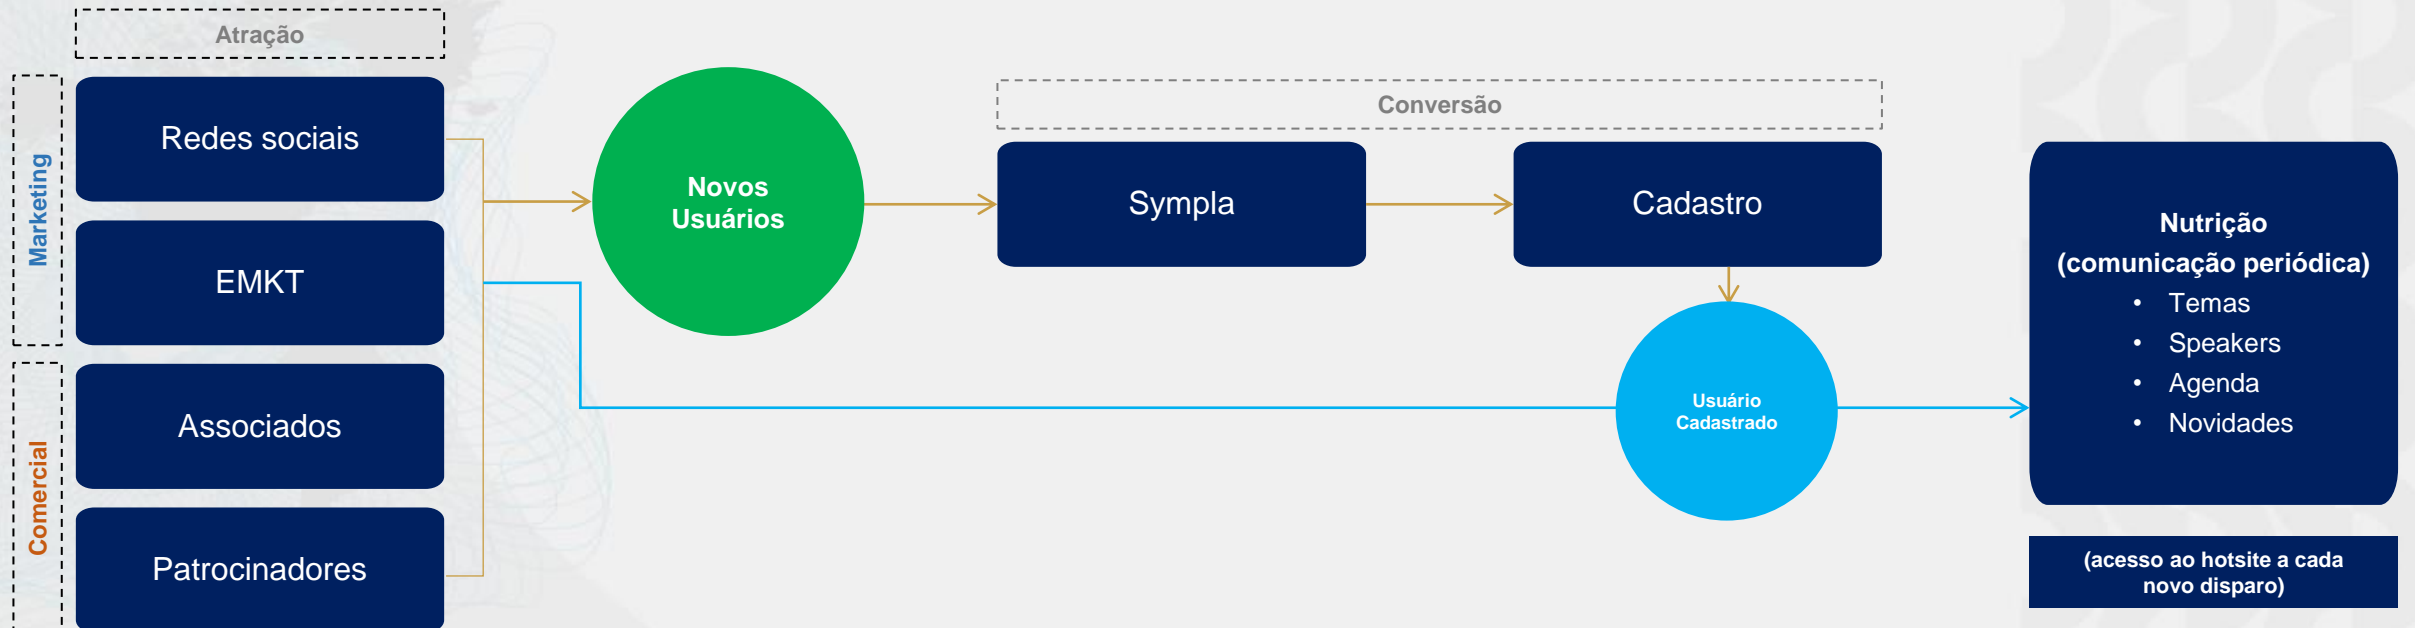 Atração
Marketing
Redes sociais
EMKT
Comercial
Associados
Patrocinadores
Novos
Usuários
Conversão
Sympla
Cadastro
Usuário
Cadastrado
Nutrição
(comunicação periódica)
• Temas
• Speakers
• Agenda
• Novidades
(acesso ao hotsite a cada
novo disparo)